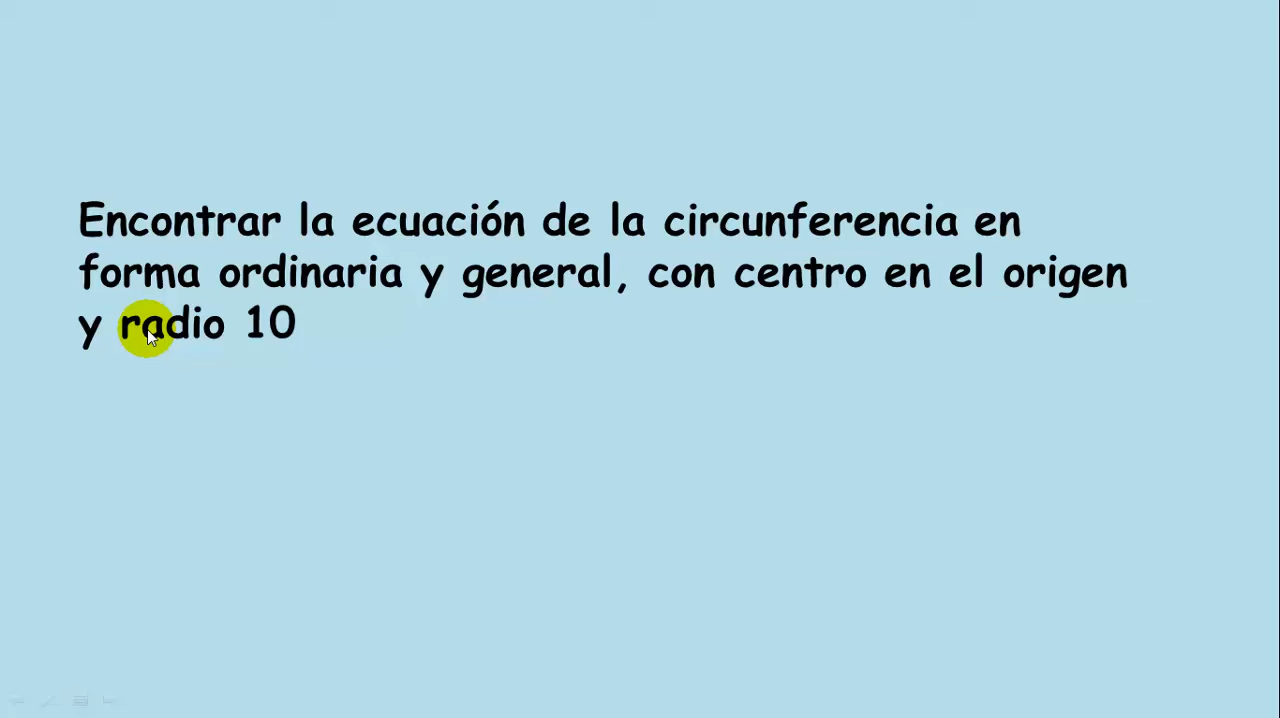 Encontrar la ecuación de la circunferencia en
forma ordinaria y general, con centro en el origen
y radio 10